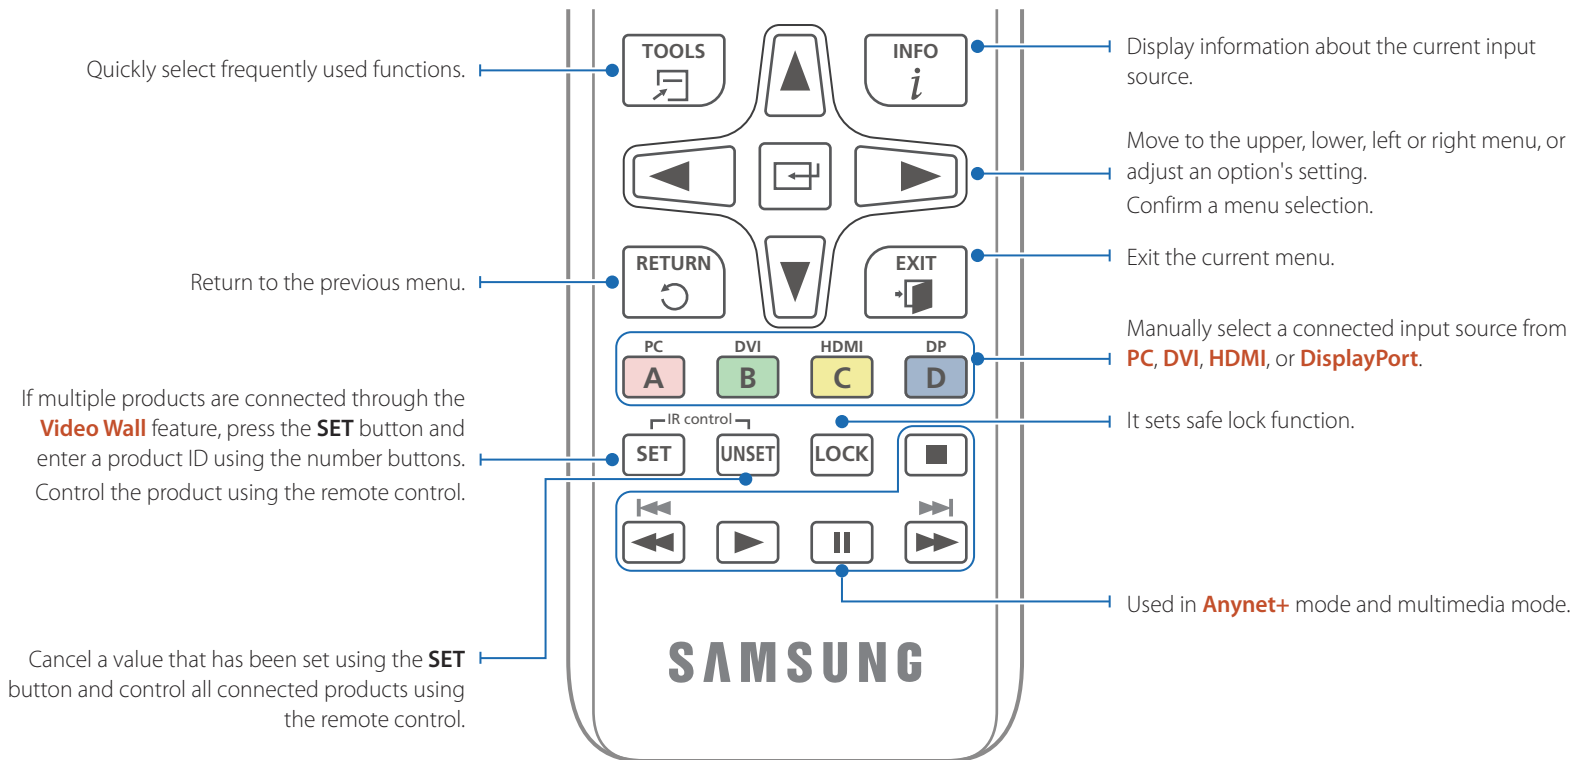 Quickly select frequently used functions.
TOOLS
INFO
i
Display information about the current input
source.
Move to the upper, lower, left or right menu, or
adjust an option's setting.
Confirm a menu selection.
Return to the previous menu.
RETURN
EXIT
Exit the current menu.
PC DVI HDMI DP
A B C D
Manually select a connected input source from
PC, DVI, HDMI, or DisplayPort.
If multiple products are connected through the
Video Wall feature, press the SET button and
enter a product ID using the number buttons.
Control the product using the remote control.
IR control
SET UNSET LOCK
It sets safe lock function.
Used in Anynet+ mode and multimedia mode.
Cancel a value that has been set using the SET
button and control all connected products using
the remote control.
SAMSUNG